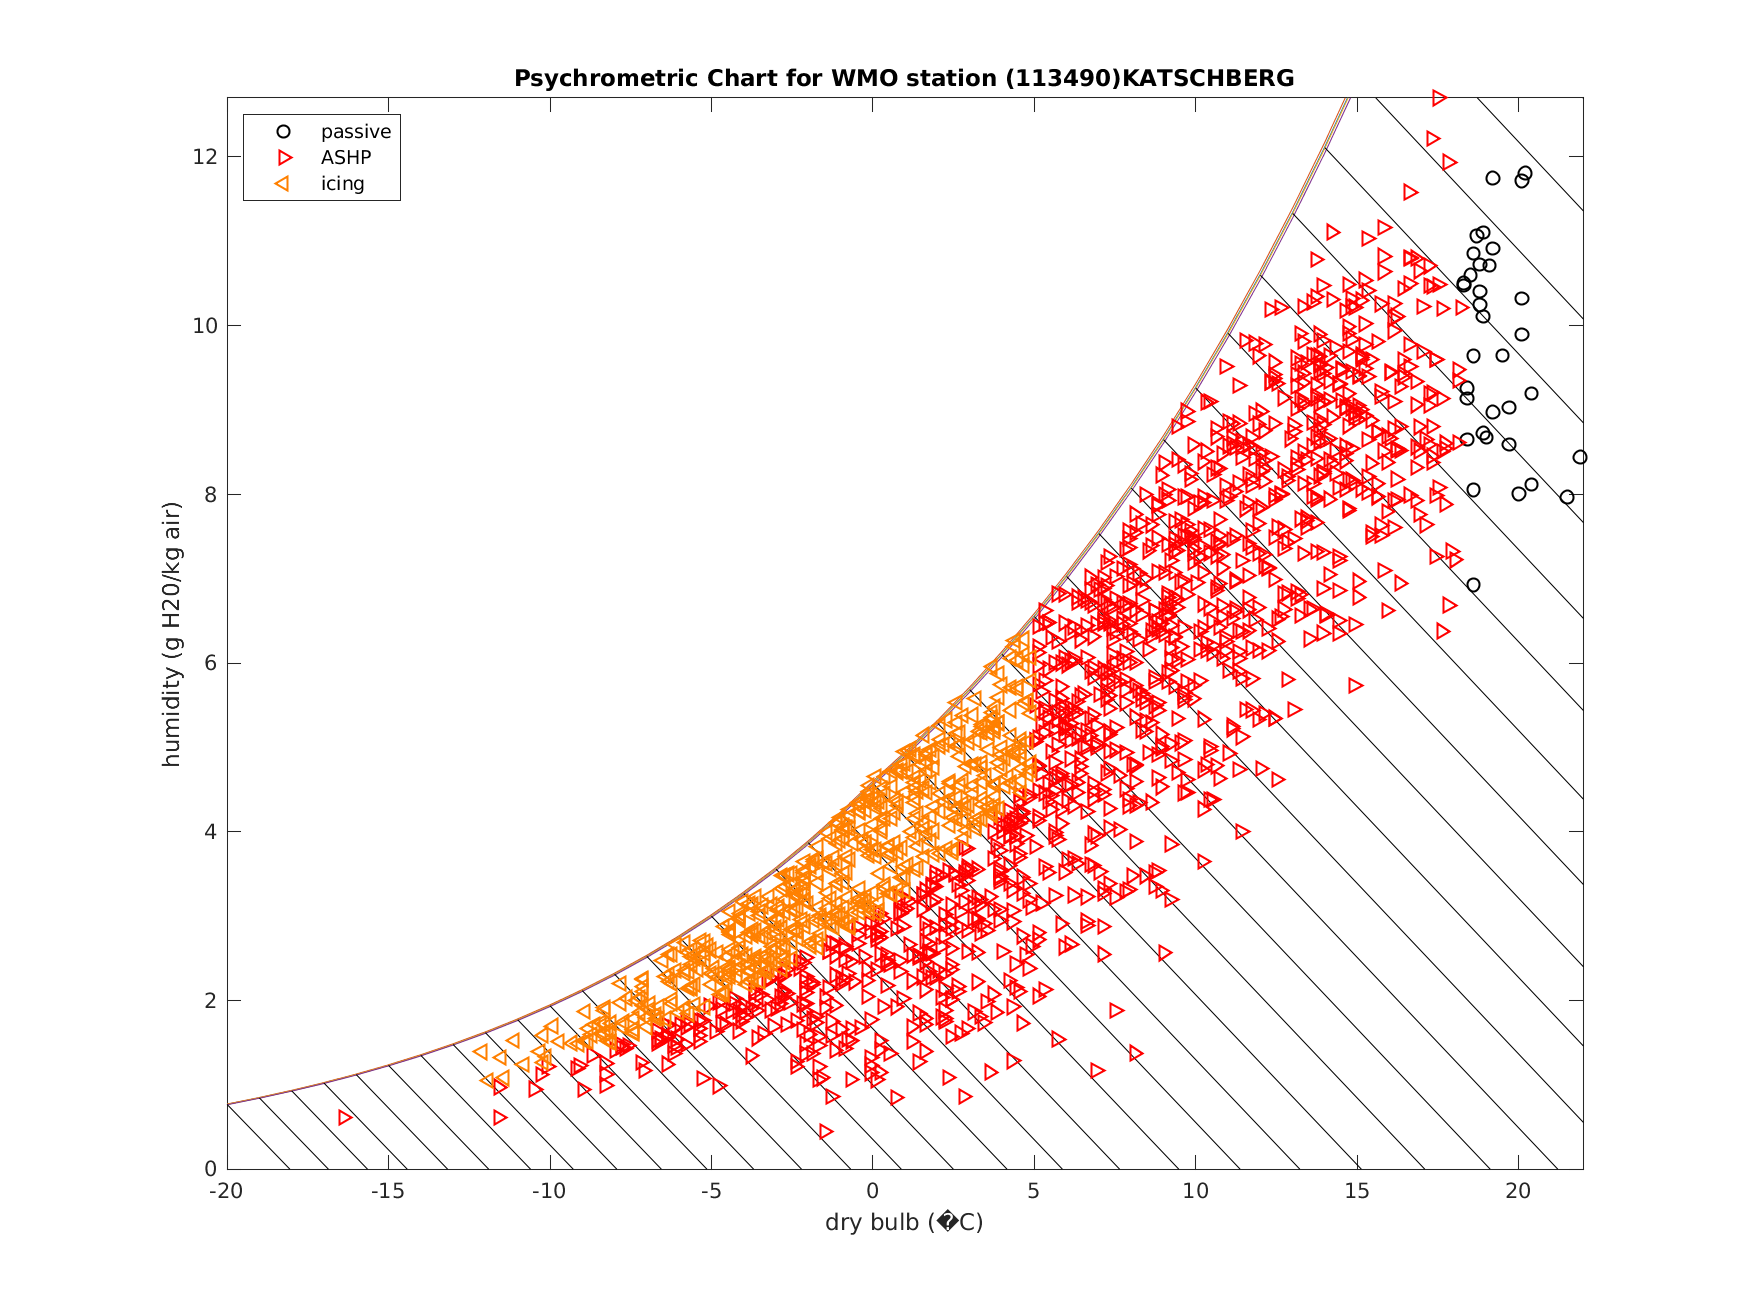 Psychrometric Chart for WMO station (113490)KATSCHBERG
passive
ASHP
icing
humidity (g H20/kg air)
12
10
8
6
4
2
0
-20 -15 -10 -5 0 5 10 15 20
dry bulb (�C)